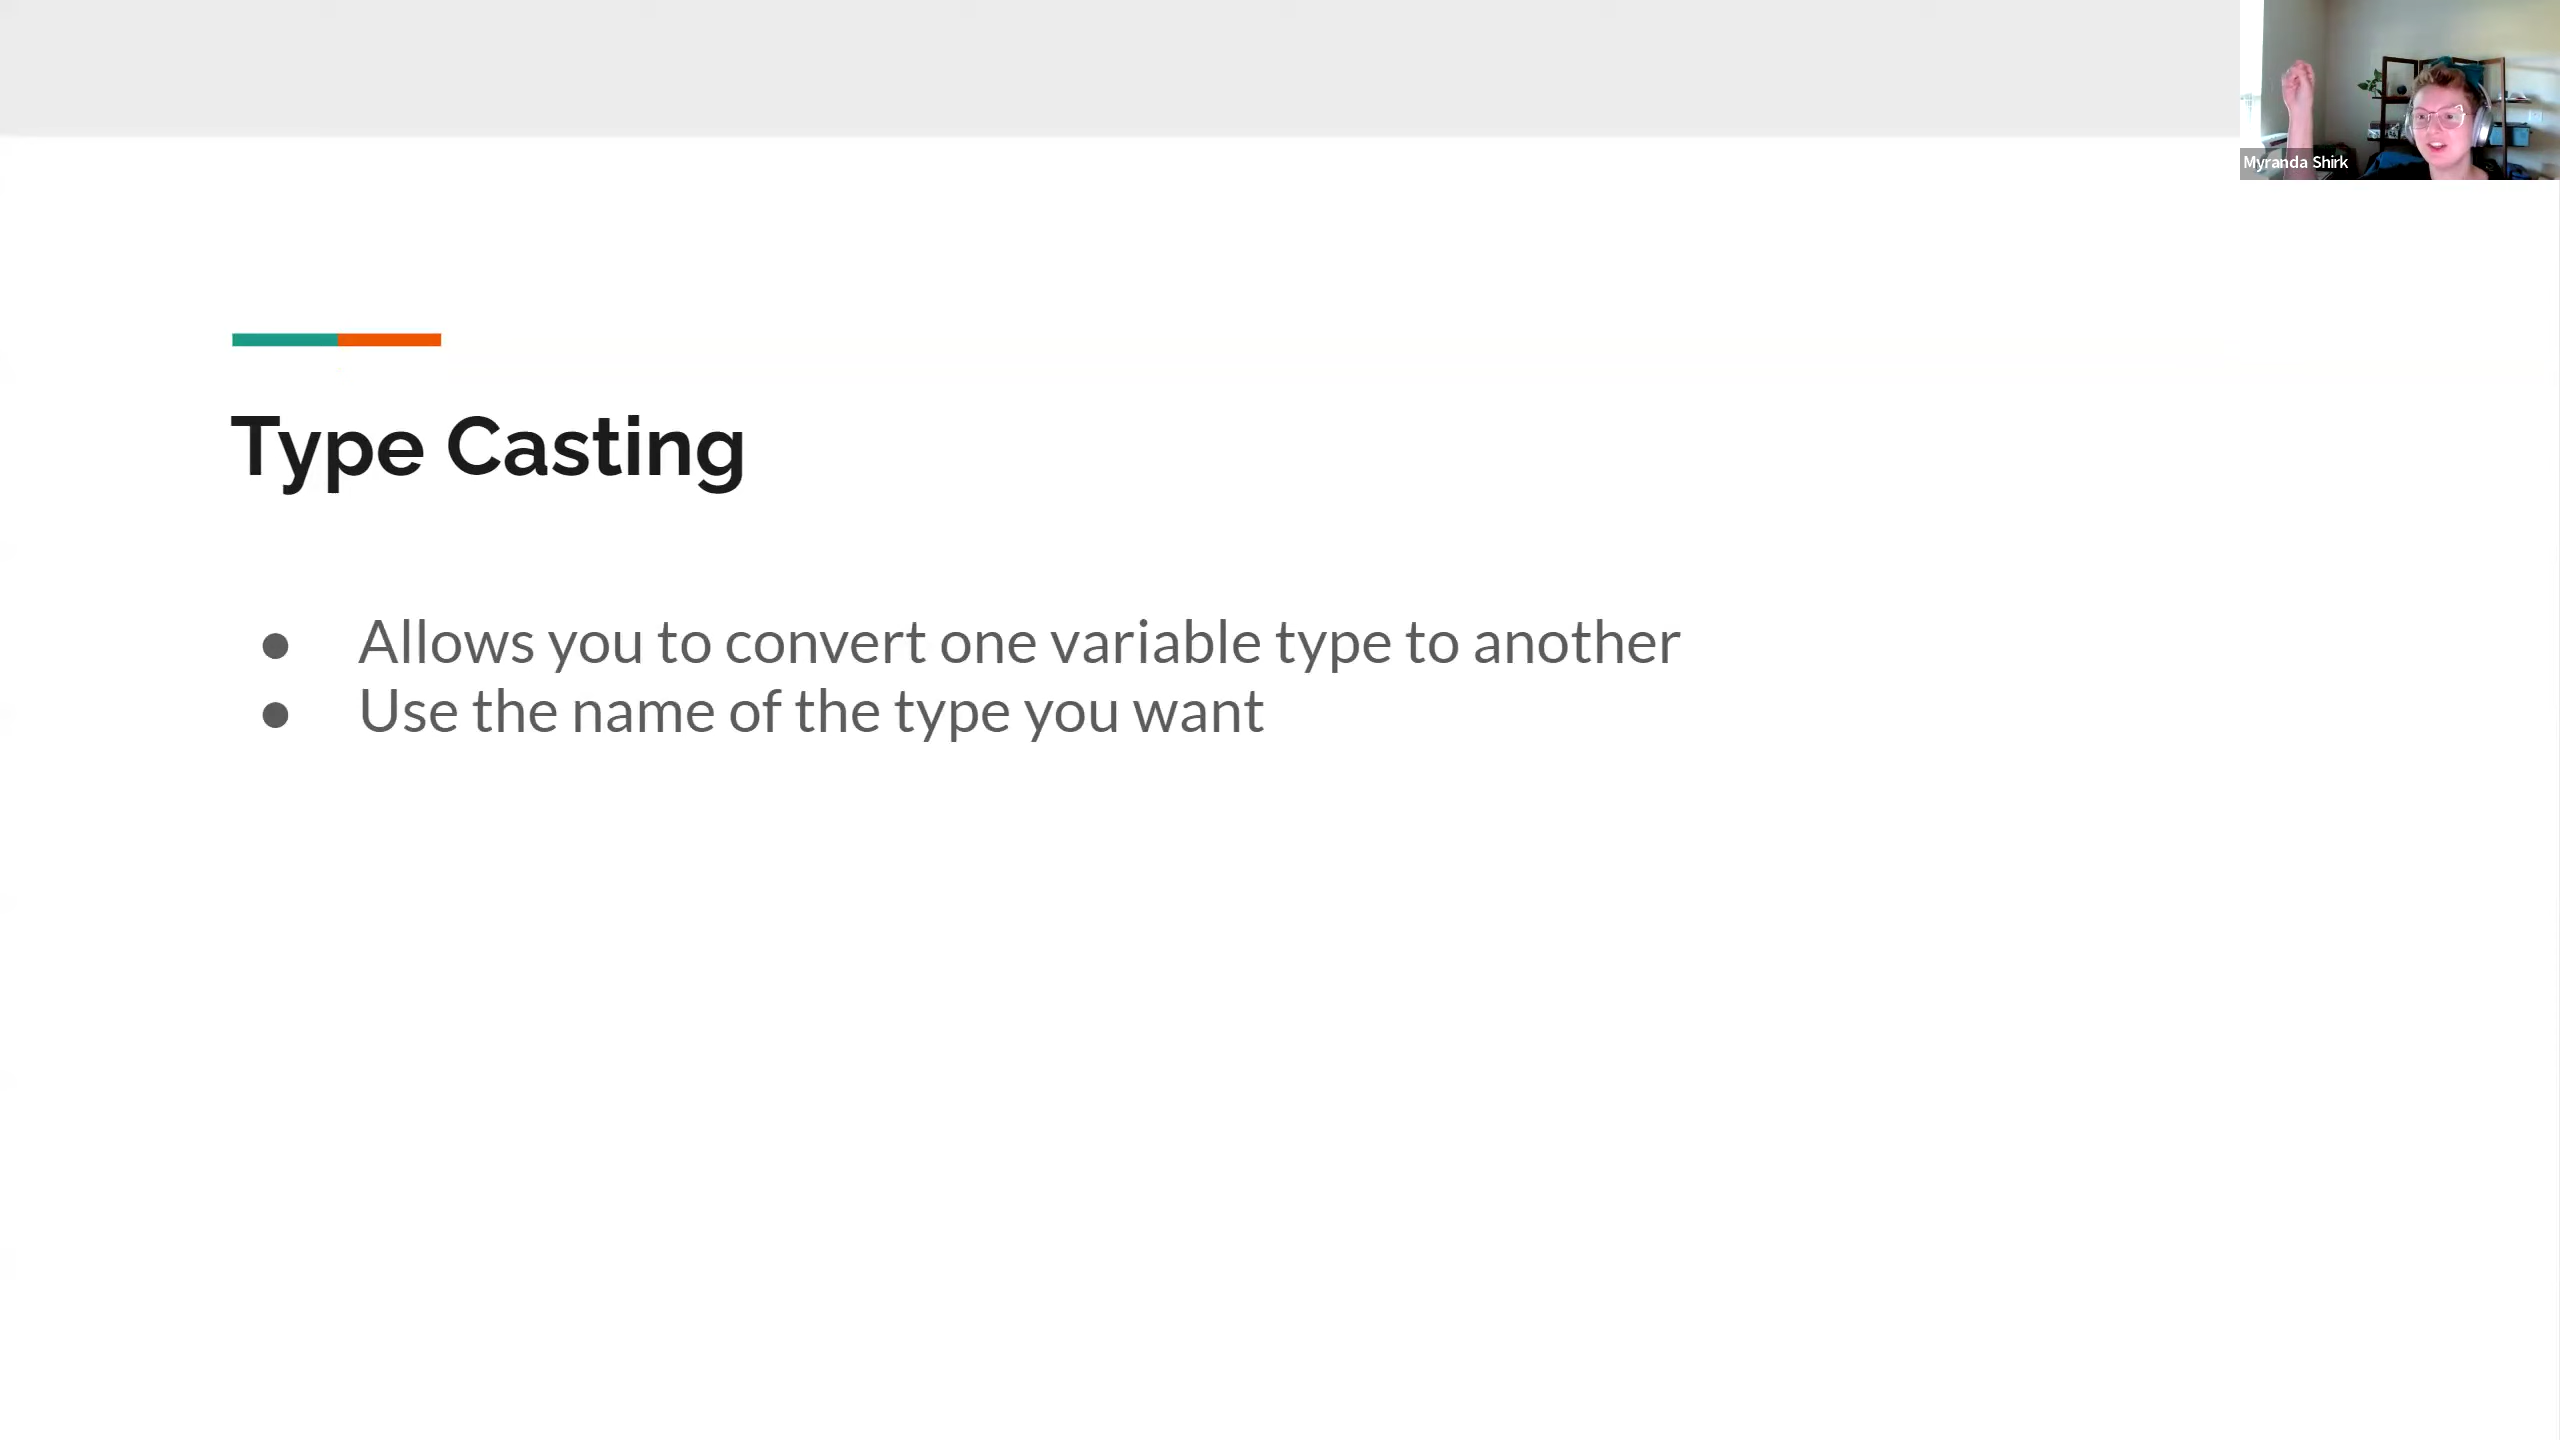 Myranda Shirk
Type Casting
● Allows you to convert one variable type to another
● Use the name of the type you want